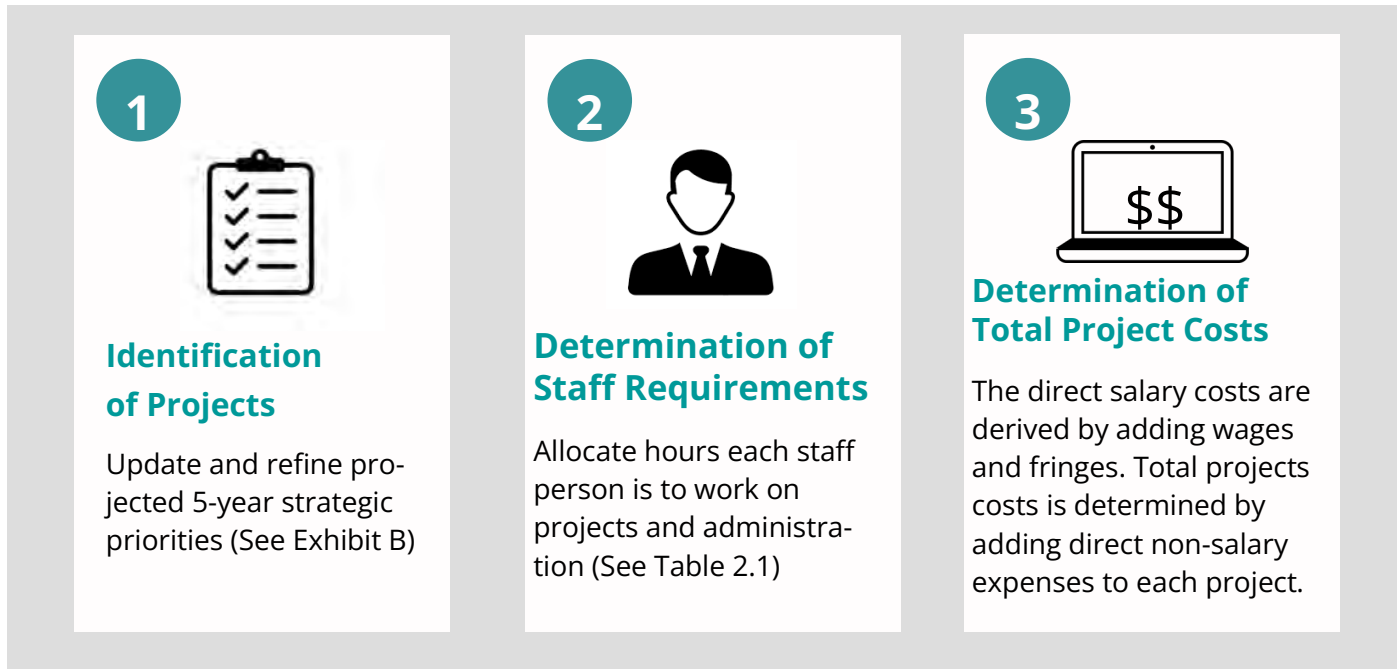 1
Identification
of Projects
Update and refine pro-
jected 5-year strategic
priorities (See Exhibit B)
2
Determination of
Staff Requirements
Allocate hours each staff
person is to work on
projects and administra-
tion (See Table 2.1)
3
$$
Determination of
Total Project Costs
The direct salary costs are
derived by adding wages
and fringes. Total projects
costs is determined by
adding direct non-salary
expenses to each project.